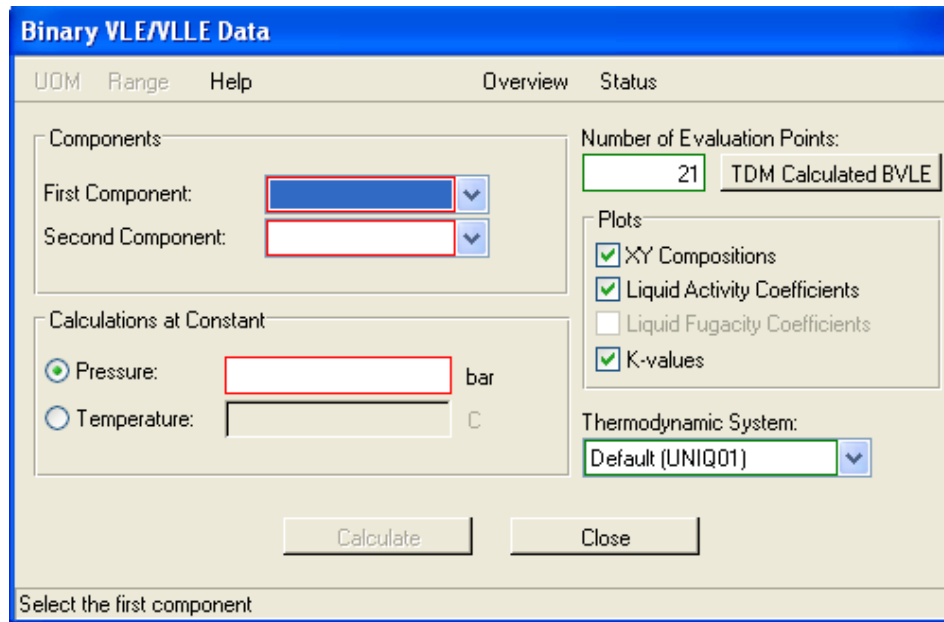 Binary VLE/VLLE Data
UOM Range Help Overview Status
Components
First Component:
Second Component:
Calculations at Constant
Pressure: bar
Temperature: C
Number of Evaluation Points:
21 TDM Calculated BVLE
Plots
XY Compositions
Liquid Activity Coefficients
Liquid Fugacity Coefficients
K-values
Thermodynamic System:
Default (UNIQ01)
Calculate Close
Select the first component